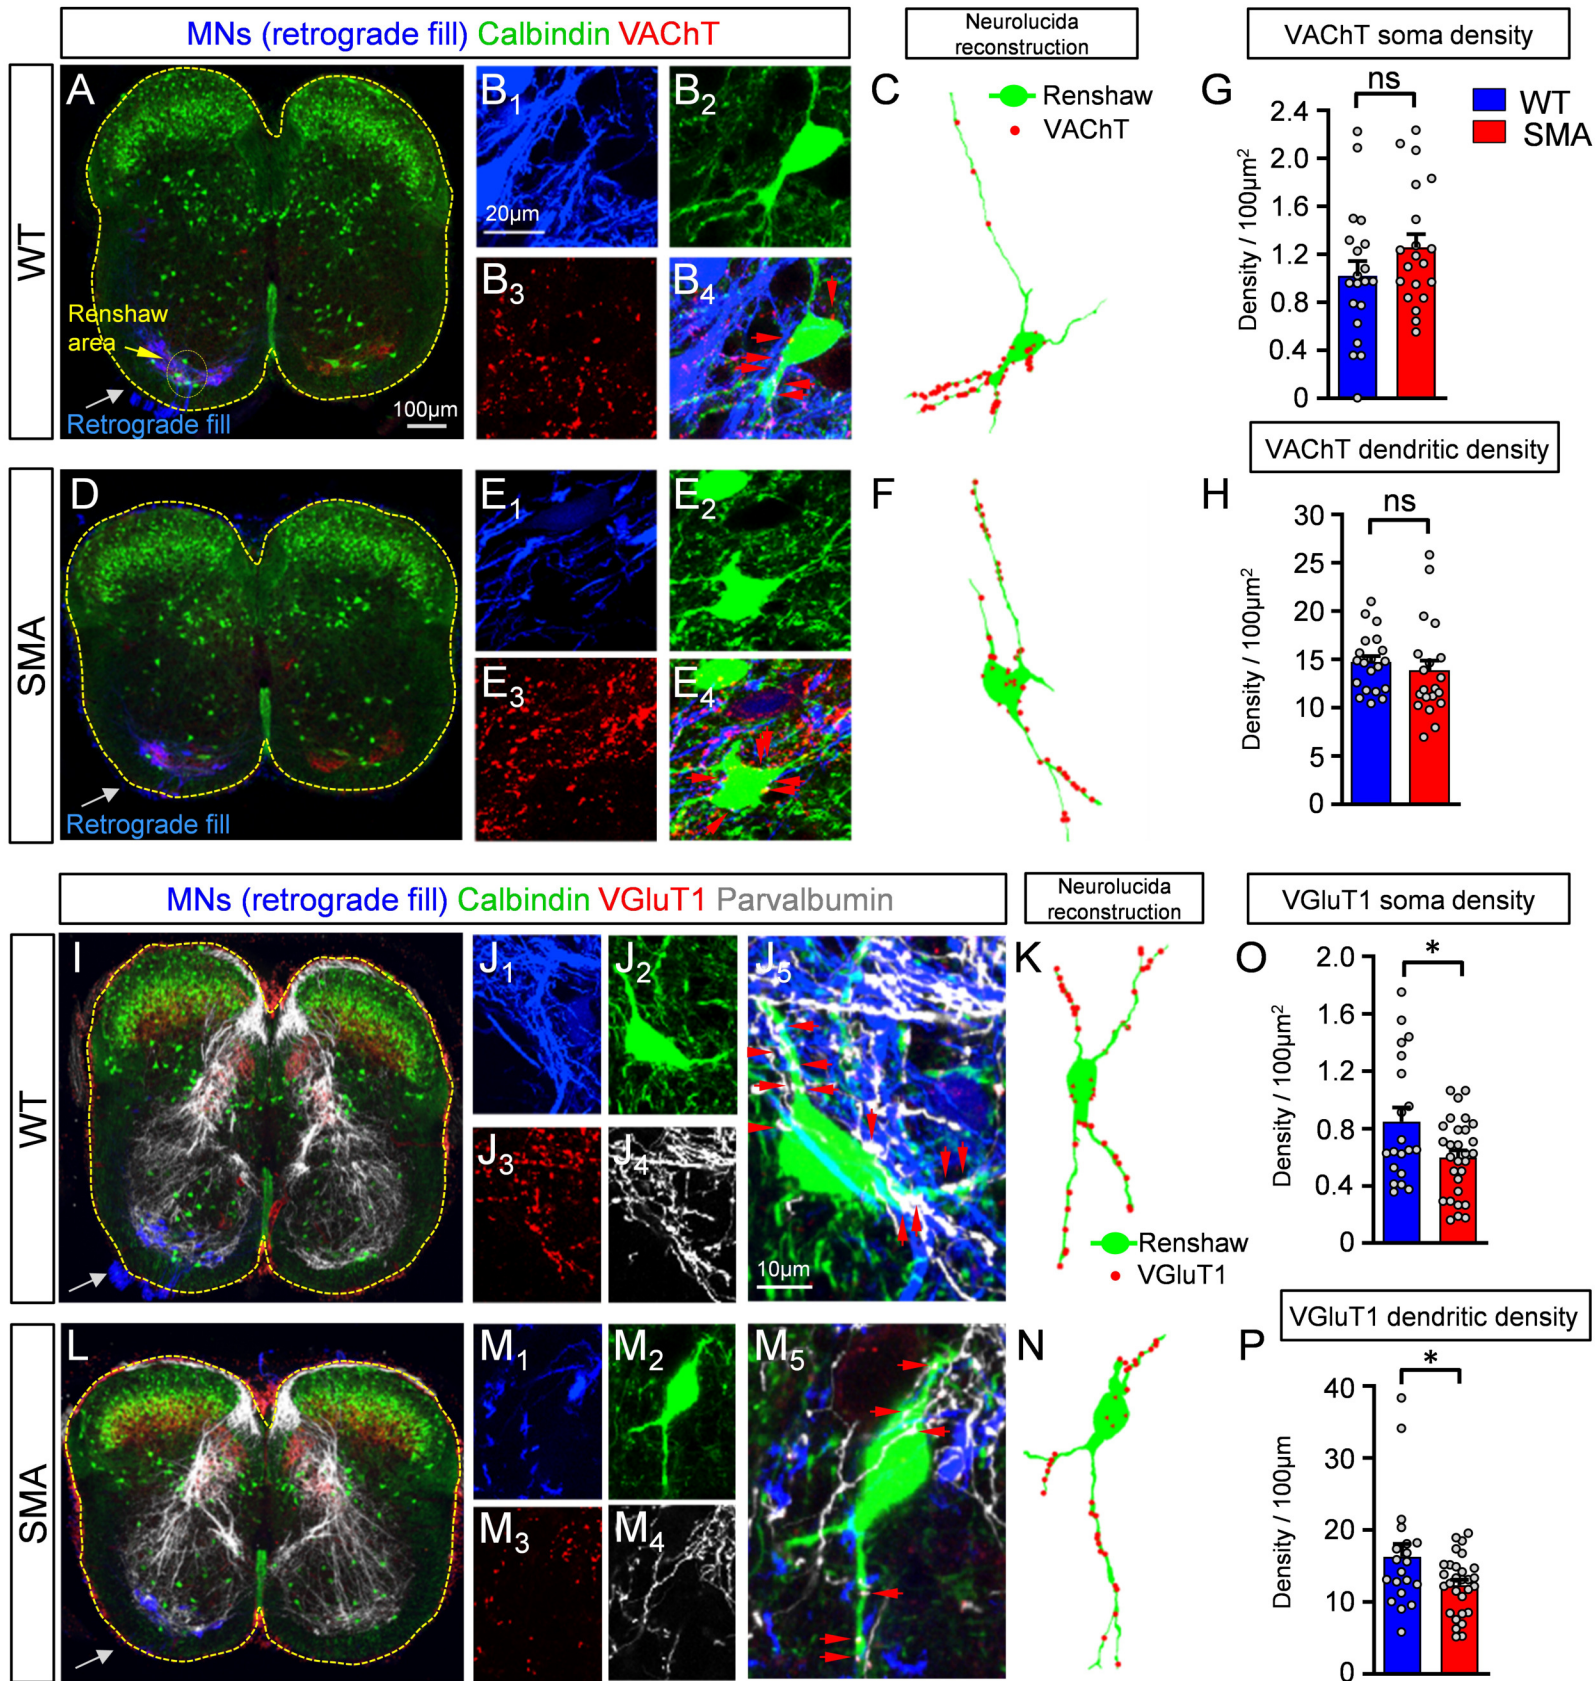 MNs (retrograde fill) Calbindin VAChT
Neurolucida
reconstruction
VAChT soma density
WT
A
Renshaw
area
Retrograde fill
100µm
B1
20µm
B2
B3
B4
C
Renshaw
VAChT
G
ns
WT
SMA
Density / 100µm²
2.4
2.0
1.6
1.2
0.8
0.4
0
VAChT dendritic density
SMA
D
Retrograde fill
E1
E2
E3
E4
F
H
ns
Density / 100µm²
30
25
20
15
10
5
0
MNs (retrograde fill) Calbindin VGluT1 Parvalbumin
Neurolucida
reconstruction
VGluT1 soma density
WT
I
J1
J2
J3
J4
J5
10µm
K
Renshaw
VGluT1
O
*
Density / 100µm²
2.0
1.6
1.2
0.8
0.4
0
VGluT1 dendritic density
SMA
L
M1
M2
M3
M4
M5
N
P
*
Density / 100µm
40
30
20
10
0